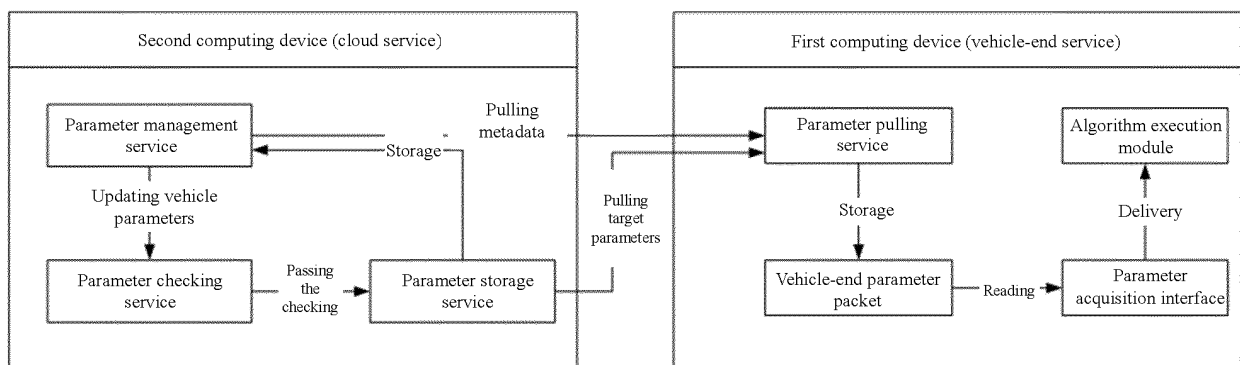 Second computing device (cloud service)
First computing device (vehicle-end service)
Parameter management
service
Pulling
metadata
Storage
Parameter pulling
service
Algorithm execution
module
Updating vehicle
parameters
Pulling
target
parameters
Storage
Delivery
Parameter checking
service
Passing
the
checking
Parameter storage
service
Vehicle-end parameter
packet
Reading
Parameter
acquisition interface